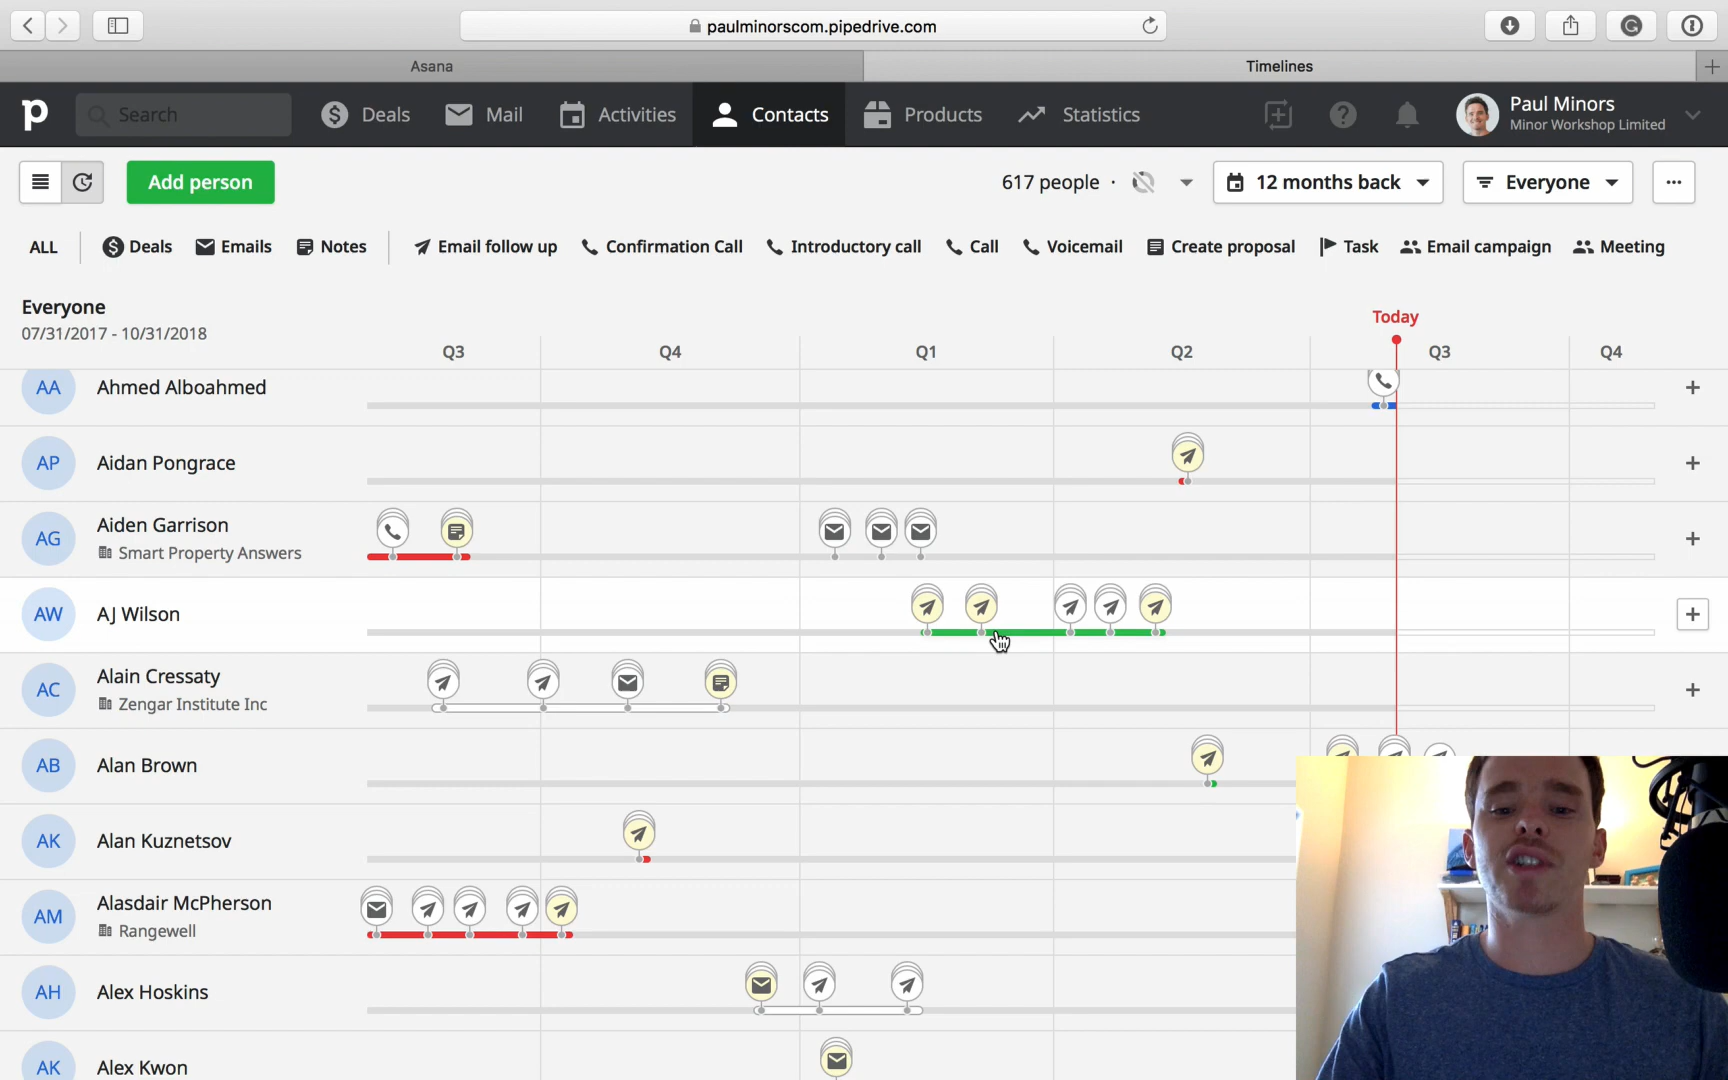 paulminorscom.pipedrive.com
Asana
Timelines
p
Search
Deals
Mail
Activities
Contacts
Products
Statistics
Paul Minors
Minor Workshop Limited
Add person
617 people ·
12 months back
Everyone
ALL
Deals
Emails
Notes
Email follow up
Confirmation Call
Introductory call
Call
Voicemail
Create proposal
Task
Email campaign
Meeting
Everyone
07/31/2017 - 10/31/2018
Today
Q3
Q4
Q1
Q2
Q3
Q4
AA
Ahmed Alboahmed
AP
Aidan Pongrace
AG
Aiden Garrison
Smart Property Answers
AW
AJ Wilson
AC
Alain Cressaty
Zengar Institute Inc
AB
Alan Brown
AK
Alan Kuznetsov
AM
Alasdair McPherson
Rangewell
AH
Alex Hoskins
AK
Alex Kwon